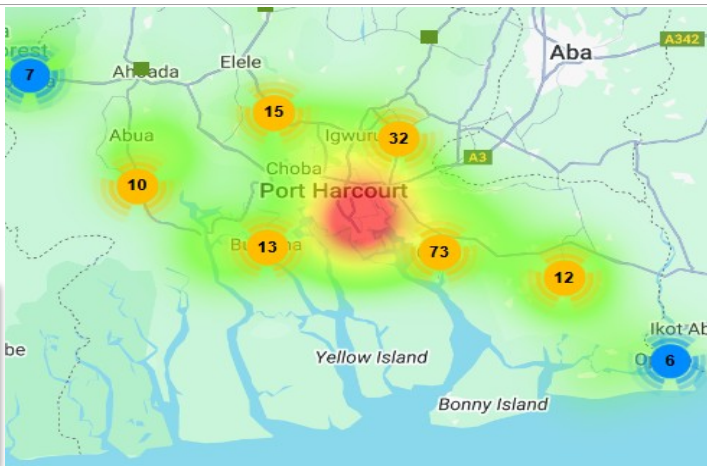 A342
Aba
Elele
orest
7
Ahoada
15
32
Igwuru
A3
Abua
Choba
10
Port Harcourt
13
73
12
Ikot Ab
be
Yellow Island
6
Bonny Island